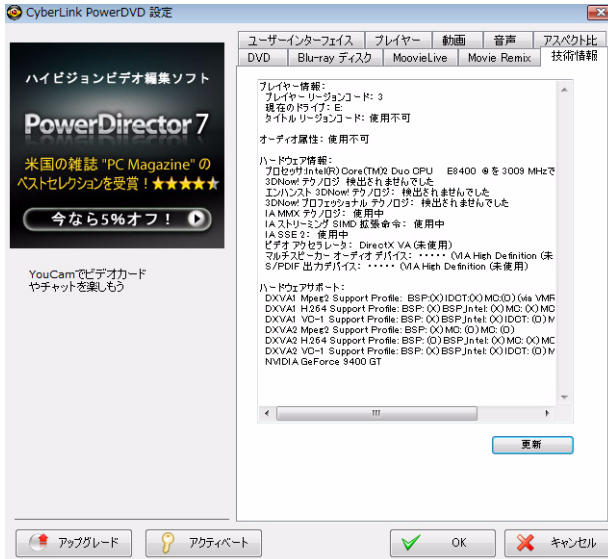 CyberLink PowerDVD 設定
ユーザーインターフェイス プレイヤー 動画 音声 アスペクト比
DVD Blu-ray ディスク MoovieLive Movie Remix 技術情報
ハイビジョンビデオ編集ソフト
PowerDirector 7
米国の雑誌 "PC Magazine" の
ベストセレクションを受賞！★★★★★
今なら5%オフ！
YouCamでビデオカード
やチャットを楽しもう
プレイヤー情報:
プレイヤーリージョンコード: 3
現在のドライブ: E:
タイトル リージョンコード: 使用不可
オーディオ属性: 使用不可
ハードウェア情報:
プロセッサ:Intel(R) Core(TM)2 Duo CPU E8400 @ を 3009 MHzで
3DNow! テクノロジ 検出されませんでした
エンハンスト 3DNow! テクノロジ: 検出されませんでした
3DNow! プロフェッショナル テクノロジ: 検出されませんでした
IA MMX テクノロジ: 使用中
IA ストリーミング SIMD 拡張命令: 使用中
IA SSE 2: 使用中
ビデオ アクセラレータ: DirectX VA (未使用)
マルチスピーカー オーディオ デバイス: ····· (VIA High Definition (未
S/PDIF 出力デバイス: ····· (VIA High Definition (未使用)
ハードウェアサポート:
DXVA1 Mpeg2 Support Profile: BSP:(X) IDCT:(X) MC:(O) (via VMR
DXVA1 H.264 Support Profile: BSP: (X) BSP_Intel: (X) MC: (X) MC
DXVA1 VC-1 Support Profile: BSP: (X) BSP_Intel: (X) IDCT: (O) M
DXVA2 Mpeg2 Support Profile: BSP: (X) MC: (O) MC: (O)
DXVA2 H.264 Support Profile: BSP: (O) BSP_Intel: (X) MC: (X) MC
DXVA2 VC-1 Support Profile: BSP: (X) BSP_Intel: (X) IDCT: (O) M
NVIDIA GeForce 9400 GT
更新
アップグレード アクティベート OK キャンセル